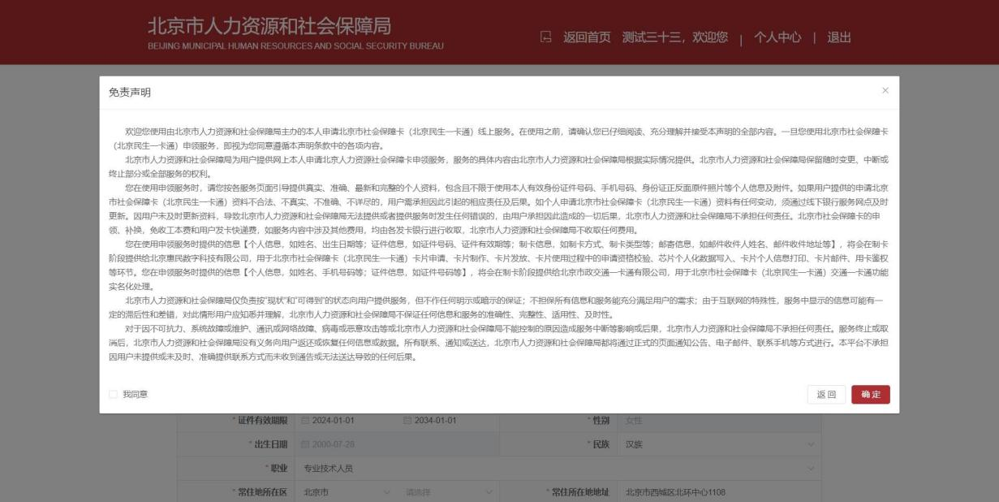 北京市人力资源和社会保障局
BEIJING MUNICIPAL HUMAN RESOURCES AND SOCIAL SECURITY BUREAU
返回首页 测试三十三，欢迎您 | 个人中心 | 退出
免责声明
欢迎您使用由北京市人力资源和社会保障局主办的本人申请北京市社会保障卡（北京民生一卡通）线上服务。在使用之前，请确认您已仔细阅读、充分理解并接受本声明的全部内容。一旦您使用北京市社会保障卡
（北京民生一卡通）申领服务，即视为您同意遵循本声明条款中的各项内容。
北京市人力资源和社会保障局为用户提供网上本人申请北京人力资源社会保障卡申领服务，服务的具体内容由北京市人力资源和社会保障局根据实际情况提供。北京市人力资源和社会保障局保留随时变更、中断或
终止部分或全部服务的权利。
您在使用申领服务时，请您按各服务页面引导提供真实、准确、最新和完整的个人资料，包含且不限于使用本人有效身份证件号码、手机号码、身份证正反面原件照片等个人信息及附件。如果用户提供的申请北京
市社会保障卡（北京民生一卡通）资料不合法、不真实、不准确、不详尽的，用户需承担因此引起的相应责任及后果。如个人申请北京市社会保障卡（北京民生一卡通）资料有任何变动，须通过线下银行服务网点及时
更新。因用户未及时更新资料，导致北京市人力资源和社会保障局无法提供或者提供服务时发生任何错误的，由用户承担因此造成的一切后果，北京市人力资源和社会保障局不承担任何责任。北京市社会保障卡的申
领、补换，免收工本费和用户发卡快递费，如服务内容中涉及其他费用，均由各发卡银行进行收取，北京市人力资源和社会保障局不收取任何费用。
您在使用申领服务时提供的信息【个人信息，如姓名、出生日期等；证件信息，如证件号码、证件有效期等；制卡信息，如制卡方式、制卡类型等；邮寄信息，如邮件收件人姓名、邮件收件地址等】，将会在制卡
阶段提供给北京惠民数字科技有限公司，用于北京市社会保障卡（北京民生一卡通）卡片申请、卡片制作、卡片发放、卡片使用过程中的申请资格校验、芯片个人化数据写入、卡片个人信息打印、卡片邮件、用卡鉴权
等环节。您在申领服务时提供的信息【个人信息，如姓名、手机号码等；证件信息，如证件号码等】，将会在制卡阶段提供给北京市政交通一卡通有限公司，用于北京市社会保障卡（北京民生一卡通）交通一卡通功能
实名化处理。
北京市人力资源和社会保障局仅负责按"现状"和"可得到"的状态向用户提供服务，但不作任何明示或暗示的保证；不担保所有信息和服务能充分满足用户的需求；由于互联网的特殊性，服务中显示的信息可能有一
定的滞后性和差错，对此情形用户应知悉并理解，北京市人力资源和社会保障局不保证任何信息和服务的准确性、完整性、适用性、及时性。
对于因不可抗力、系统故障或维护、通讯或网络故障、病毒或恶意攻击等或北京市人力资源和社会保障局不能控制的原因造成服务中断等影响或后果，北京市人力资源和社会保障局不承担任何责任。服务终止或取
消后，北京市人力资源和社会保障局没有义务向用户返还或恢复任何信息或数据。所有联系、通知或送达，北京市人力资源和社会保障局都将通过正式的页面通知公告、电子邮件、联系手机等方式进行。本平台不承担
因用户未提供或未及时、准确提供联系方式而未收到通告或无法送达导致的任何后果。
我同意 返回 确定
* 证件有效期限 2024-01-01 2034-01-01 * 性别 女性
* 出生日期 2000-07-28 * 民族 汉族
* 职业 专业技术人员
* 常住地所在区 北京市 请选择 * 常住所在地地址 北京市西城区北环中心1108